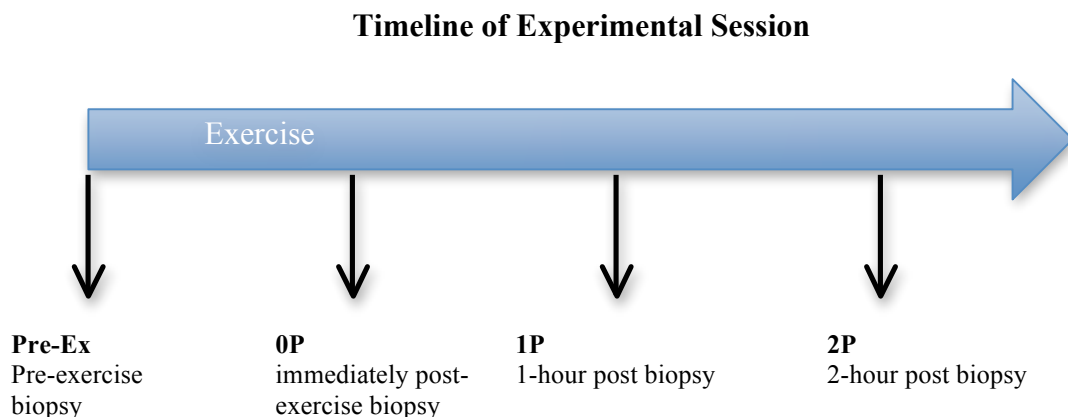 Timeline of Experimental Session
Exercise
Pre-Ex
Pre-exercise
biopsy
0P
immediately post-
exercise biopsy
1P
1-hour post biopsy
2P
2-hour post biopsy